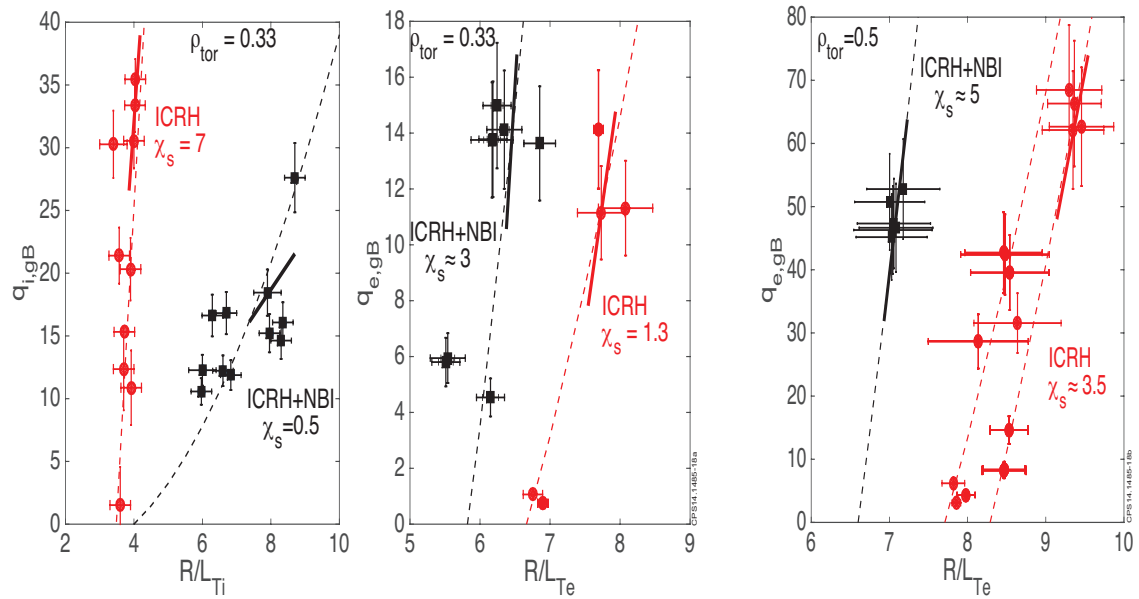 40
35
30
25
20
15
10
5
0
ρtor = 0.33
ICRH
χs = 7
ICRH+NBI
χs=0.5
qi,gB
2 4 6 8 10
R/LTi
18
16
14
12
10
8
6
4
2
0
ρtor = 0.33
ICRH+NBI
χs≈ 3
ICRH
χs = 1.3
qe,gB
5 6 7 8 9
R/LTe
CPS14.1485-18a
80
70
60
50
40
30
20
10
0
ρtor=0.5
ICRH+NBI
χs≈ 5
ICRH
χs≈ 3.5
qe,gB
6 7 8 9 10
R/LTe
CPS14.1485-18b